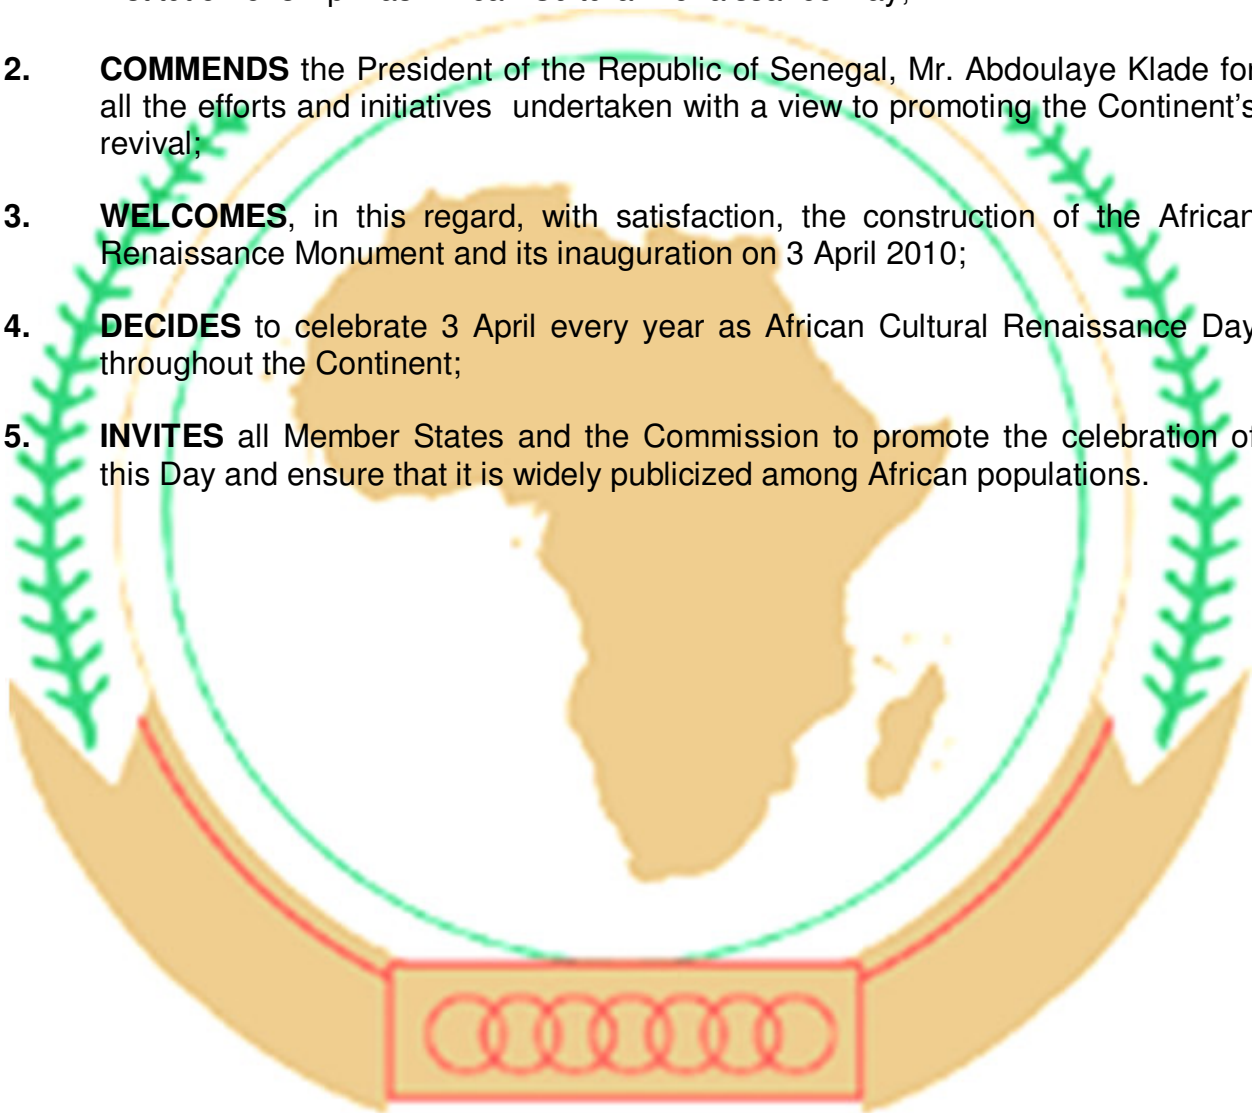 2. COMMENDS the President of the Republic of Senegal, Mr. Abdoulaye Klade for
all the efforts and initiatives undertaken with a view to promoting the Continent’s
revival;
3. WELCOMES, in this regard, with satisfaction, the construction of the African
Renaissance Monument and its inauguration on 3 April 2010;
4. DECIDES to celebrate 3 April every year as African Cultural Renaissance Day
throughout the Continent;
5. INVITES all Member States and the Commission to promote the celebration of
this Day and ensure that it is widely publicized among African populations.